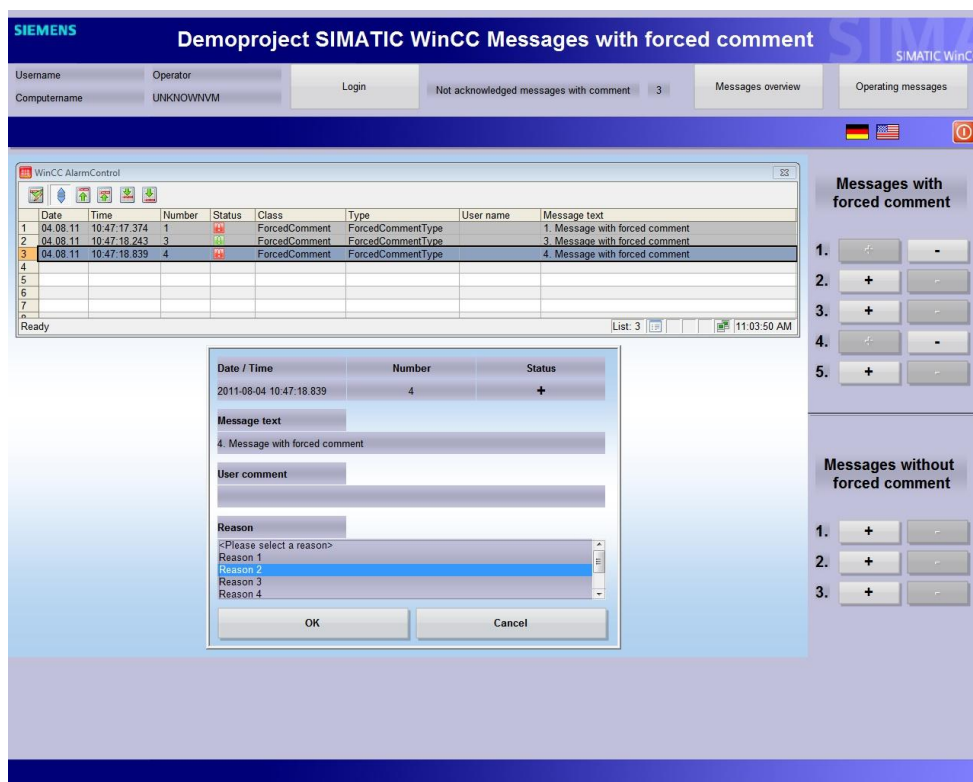 SIEMENS
Demoproject SIMATIC WinCC Messages with forced comment
SIMATIC WinC
Username Operator
Computername UNKNOWNVM
Login
Not acknowledged messages with comment 3
Messages overview
Operating messages
WinCC AlarmControl
Date Time Number Status Class Type User name Message text
1 04.08.11 10:47:17.374 1 ForcedComment ForcedCommentType 1. Message with forced comment
2 04.08.11 10:47:18.243 3 ForcedComment ForcedCommentType 3. Message with forced comment
3 04.08.11 10:47:18.839 4 ForcedComment ForcedCommentType 4. Message with forced comment
4
5
6
7
Ready List: 3 11:03:50 AM
Date / Time Number Status
2011-08-04 10:47:18.839 4 +
Message text
4. Message with forced comment
User comment
Reason
<Please select a reason>
Reason 1
Reason 2
Reason 3
Reason 4
OK Cancel
Messages with
forced comment
1. + -
2. + -
3. + -
4. + -
5. + -
Messages without
forced comment
1. + -
2. + -
3. + -